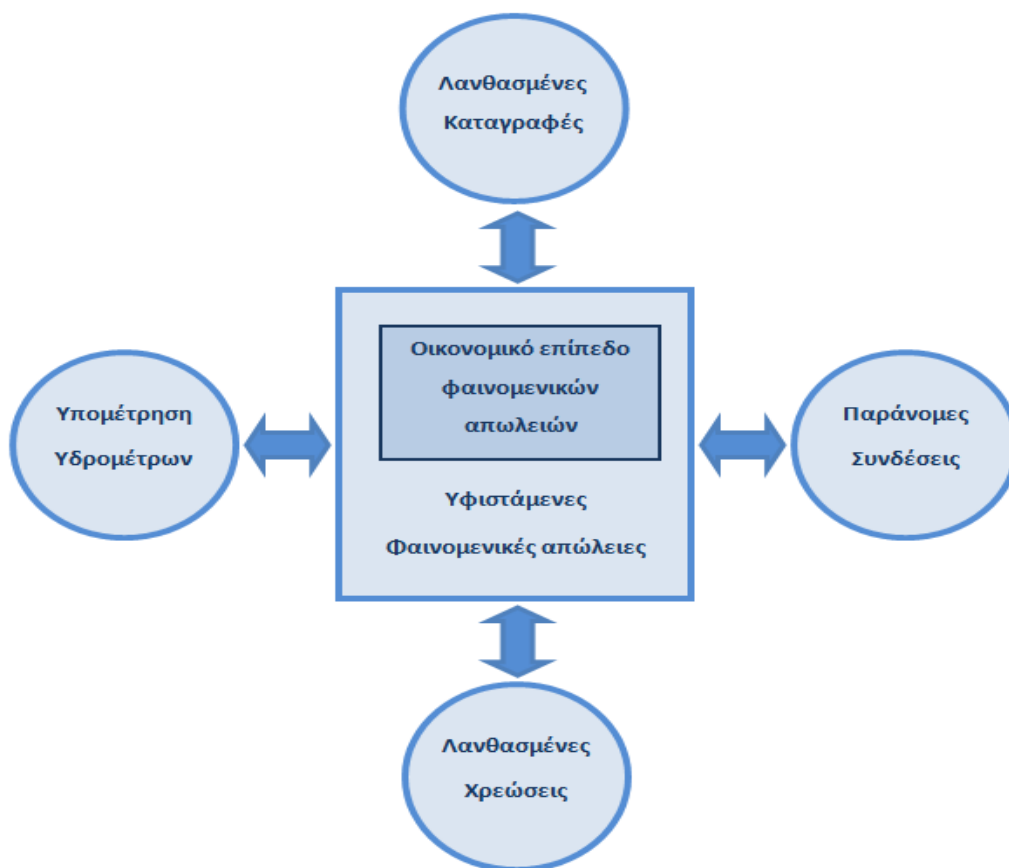 Λανθασμένες
Καταγραφές
Οικονομικό επίπεδο
φαινομενικών
απωλειών
Υπομέτρηση
Υδρομέτρων
Παράνομες
Συνδέσεις
Υφιστάμενες
Φαινομενικές απώλειες
Λανθασμένες
Χρεώσεις